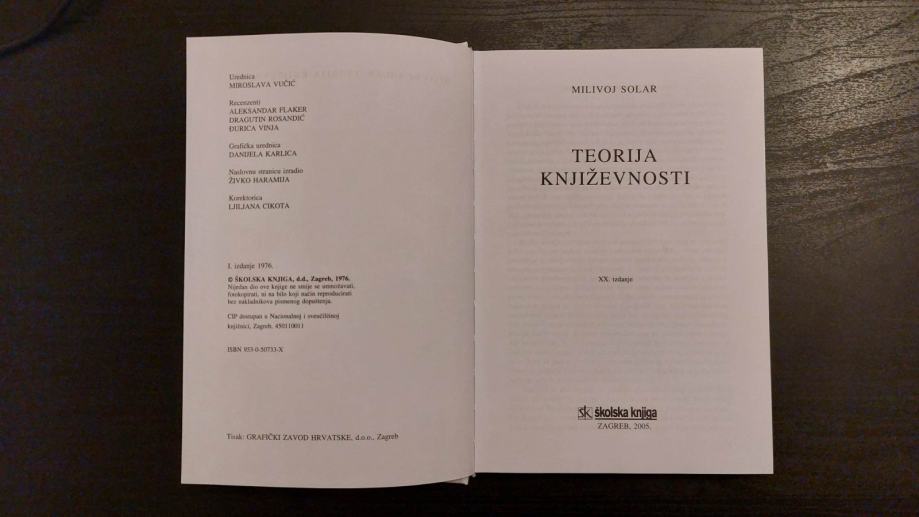 Urednica
MIROSLAVA VUČIĆ
Recenzenti
ALEKSANDAR FLAKER
DRAGUTIN ROSANDIĆ
ĐURICA VINJA
Grafička urednica
DANIJELA KARLICA
Naslovnu stranicu izradio
ŽIVKO HARAMIJA
Korektorica
LJILJANA CIKOTA
I. izdanje 1976.
© ŠKOLSKA KNJIGA, d.d., Zagreb, 1976.
Nijedan dio ove knjige ne smije se umnožavati,
fotokopirati, ni na bilo koji način reproducirati
bez nakladnikova pismenog dopuštenja.
CIP dostupan u Nacionalnoj i sveučilišnoj
knjižnici, Zagreb. 450110011
ISBN 953-0-50733-X
Tisak: GRAFIČKI ZAVOD HRVATSKE, d.o.o., Zagreb
MILIVOJ SOLAR
TEORIJA
KNJIŽEVNOSTI
XX. izdanje
šk školska knjiga
ZAGREB, 2005.